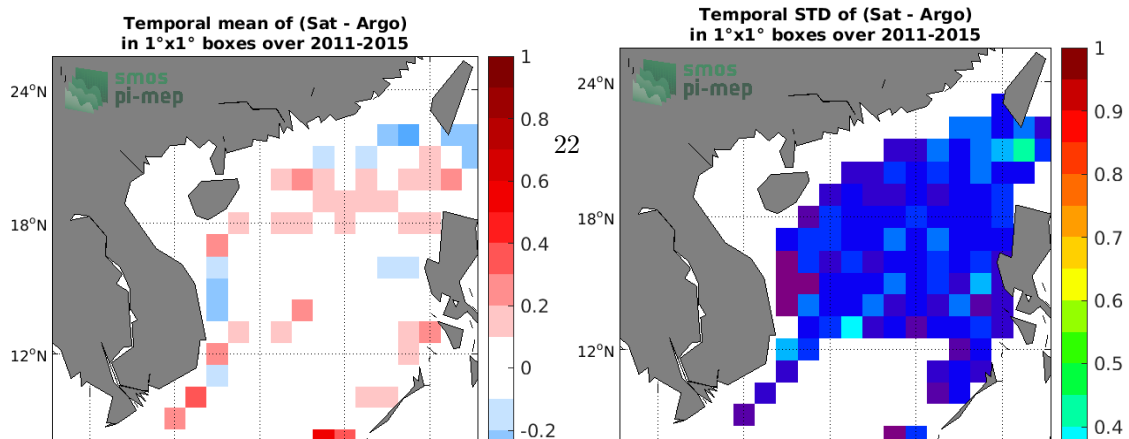 Temporal mean of (Sat - Argo)
in 1°x1° boxes over 2011-2015
smos
pi-mep
24°N
18°N
12°N
1
0.8
0.6
0.4
0.2
0
-0.2
22
Temporal STD of (Sat - Argo)
in 1°x1° boxes over 2011-2015
smos
pi-mep
24°N
18°N
12°N
1
0.9
0.8
0.7
0.6
0.5
0.4